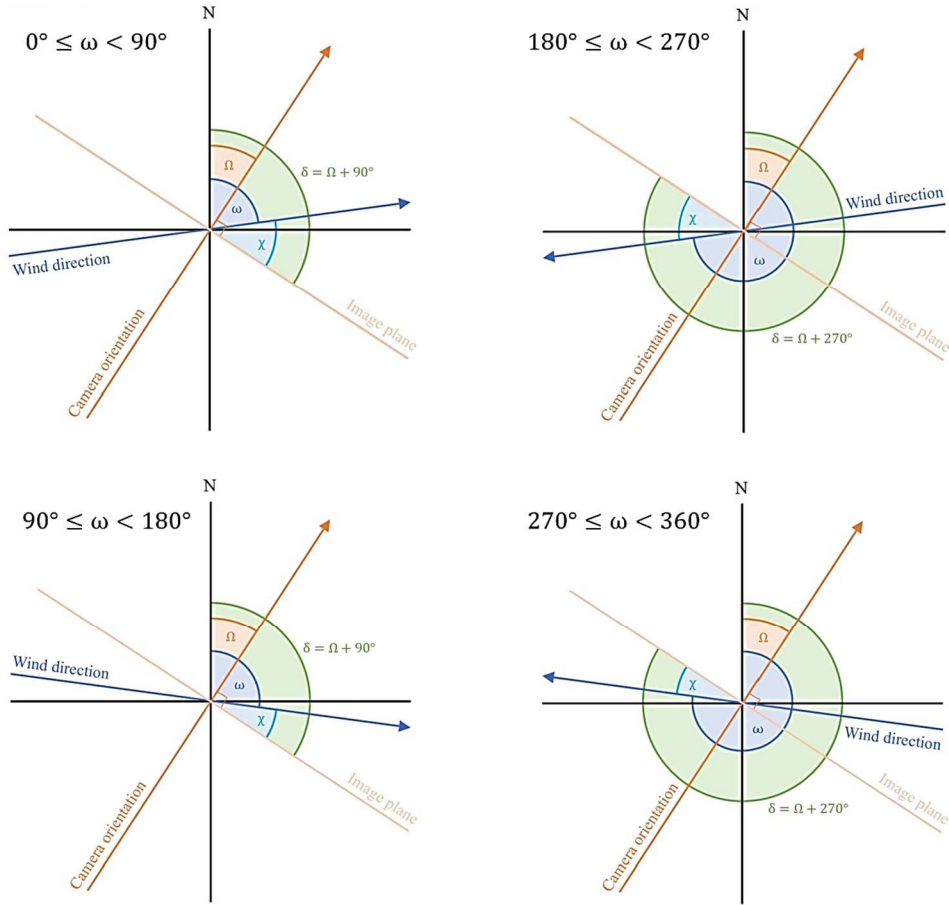 N
0° ≤ ω < 90°
Ω
δ = Ω + 90°
ω
χ
Wind direction
Image plane
Camera orientation
N
180° ≤ ω < 270°
Ω
Wind direction
χ
ω
Image plane
δ = Ω + 270°
Camera orientation
N
90° ≤ ω < 180°
Ω
δ = Ω + 90°
Wind direction
ω
χ
Image plane
Camera orientation
N
270° ≤ ω < 360°
Ω
χ
ω
Wind direction
Image plane
δ = Ω + 270°
Camera orientation